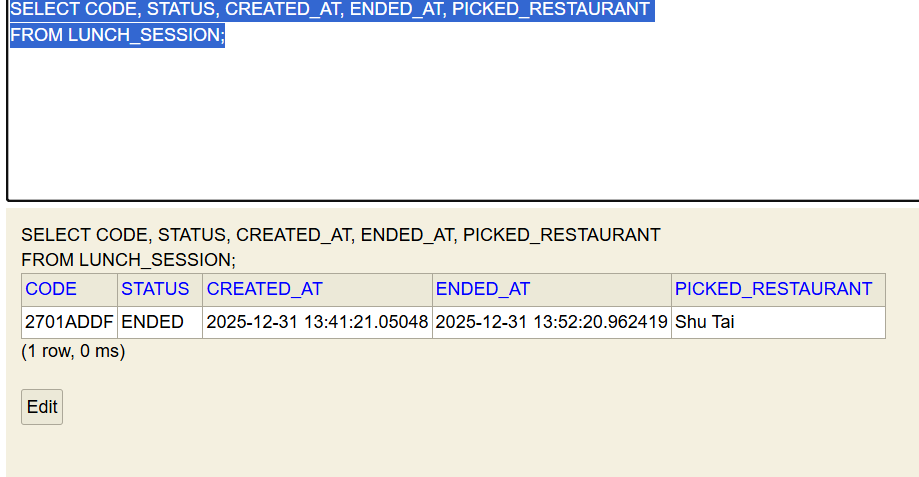 SELECT CODE, STATUS, CREATED_AT, ENDED_AT, PICKED_RESTAURANT
FROM LUNCH_SESSION;
SELECT CODE, STATUS, CREATED_AT, ENDED_AT, PICKED_RESTAURANT
FROM LUNCH_SESSION;
CODE STATUS CREATED_AT ENDED_AT PICKED_RESTAURANT
2701ADDF ENDED 2025-12-31 13:41:21.05048 2025-12-31 13:52:20.962419 Shu Tai
(1 row, 0 ms)
Edit